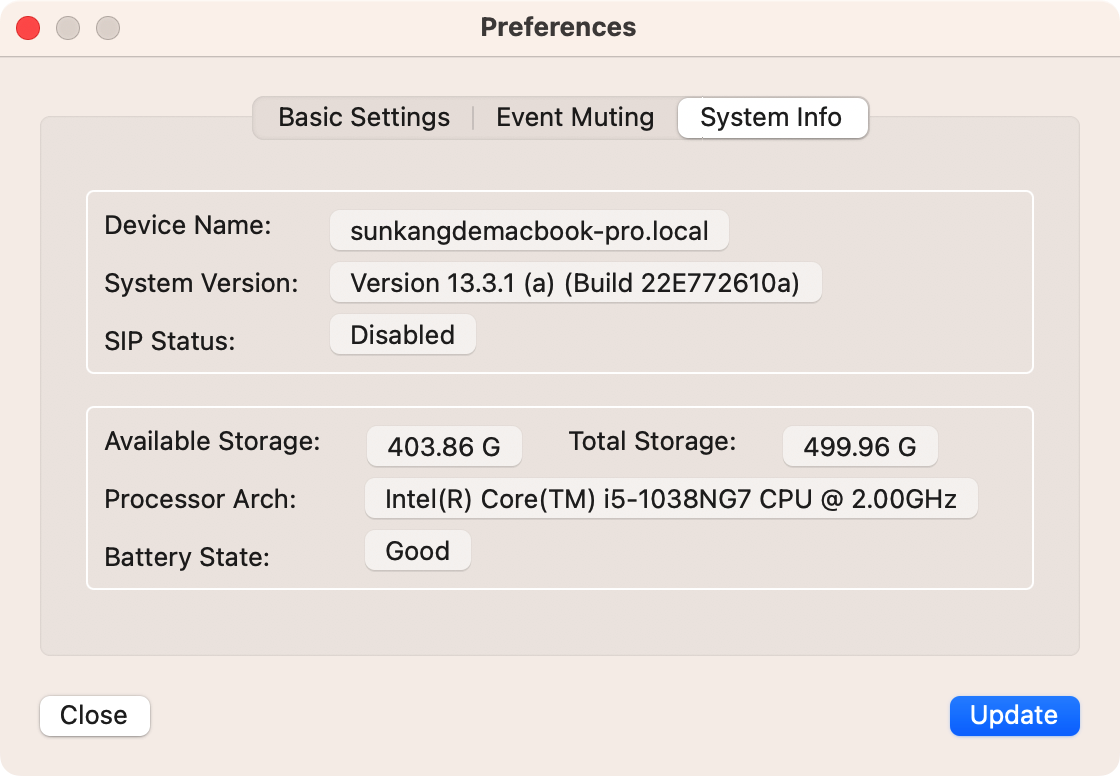 Preferences
Basic Settings Event Muting System Info
Device Name: sunkangdemacbook-pro.local
System Version: Version 13.3.1 (a) (Build 22E772610a)
SIP Status: Disabled
Available Storage: 403.86 G Total Storage: 499.96 G
Processor Arch: Intel(R) Core(TM) i5-1038NG7 CPU @ 2.00GHz
Battery State: Good
Close Update